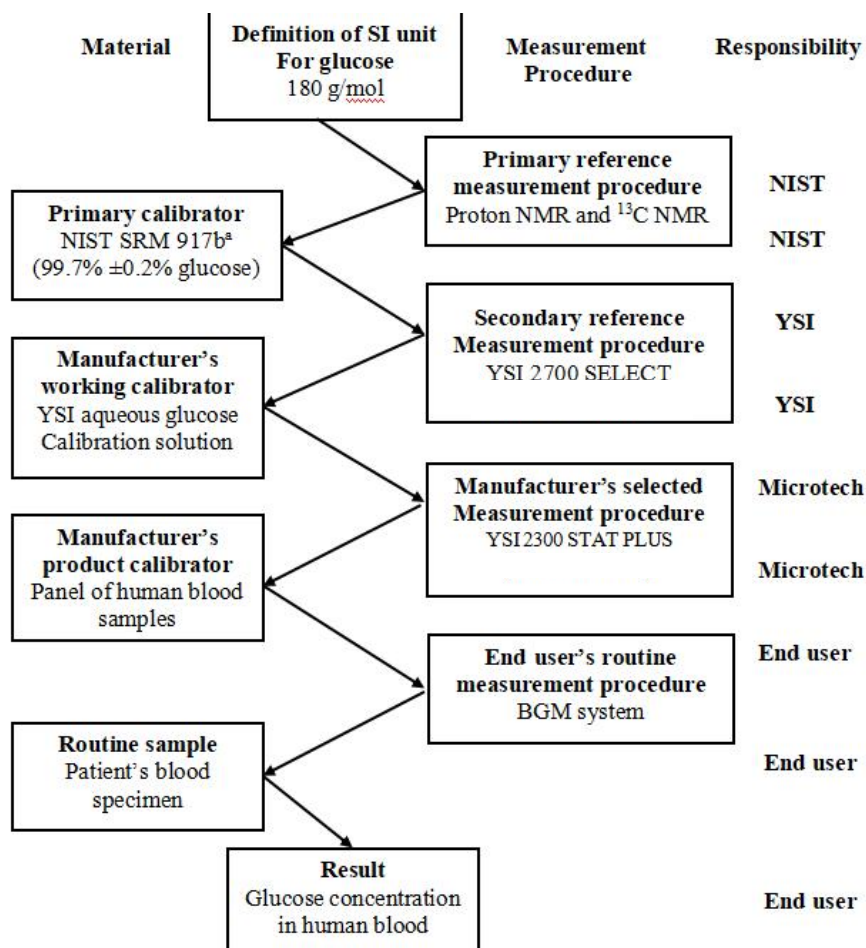 Material
Definition of SI unit
For glucose
180 g/mol
Measurement
Procedure
Responsibility
Primary reference
measurement procedure
Proton NMR and ¹³C NMR
NIST
Primary calibrator
NIST SRM 917bª
(99.7% ±0.2% glucose)
NIST
Secondary reference
Measurement procedure
YSI 2700 SELECT
YSI
Manufacturer's
working calibrator
YSI aqueous glucose
Calibration solution
YSI
Manufacturer's selected
Measurement procedure
YSI 2300 STAT PLUS
Microtech
Manufacturer's
product calibrator
Panel of human blood
samples
Microtech
End user's routine
measurement procedure
BGM system
End user
Routine sample
Patient's blood
specimen
End user
Result
Glucose concentration
in human blood
End user